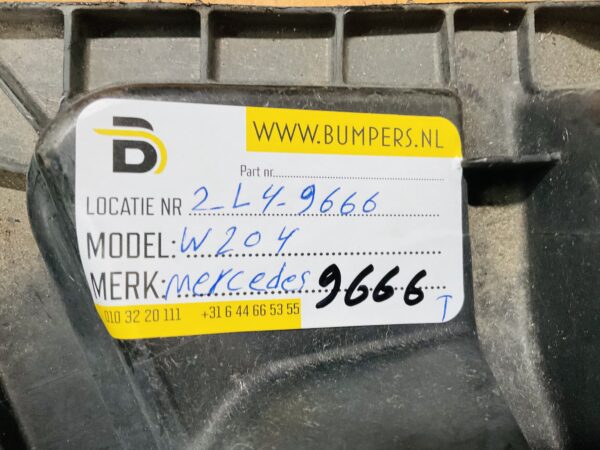 B
WWW.BUMPERS.NL
Part nr
LOCATIE NR 2-L4-9666
MODEL: W204
MERK: mercedes 9666 T
010 32 20 111 +31 6 44 66 53 55